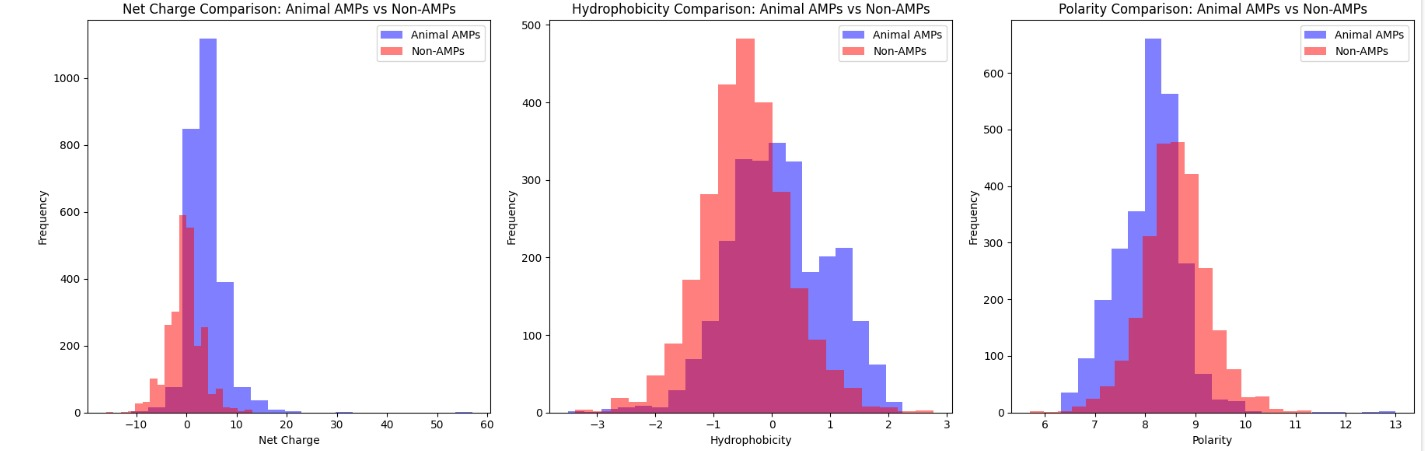 Net Charge Comparison: Animal AMPs vs Non-AMPs
Animal AMPs
Non-AMPs
1000
800
600
400
200
0
Frequency
−10 0 10 20 30 40 50 60
Net Charge
Hydrophobicity Comparison: Animal AMPs vs Non-AMPs
Animal AMPs
Non-AMPs
500
400
300
200
100
0
Frequency
−3 −2 −1 0 1 2 3
Hydrophobicity
Polarity Comparison: Animal AMPs vs Non-AMPs
Animal AMPs
Non-AMPs
600
500
400
300
200
100
0
Frequency
6 7 8 9 10 11 12 13
Polarity